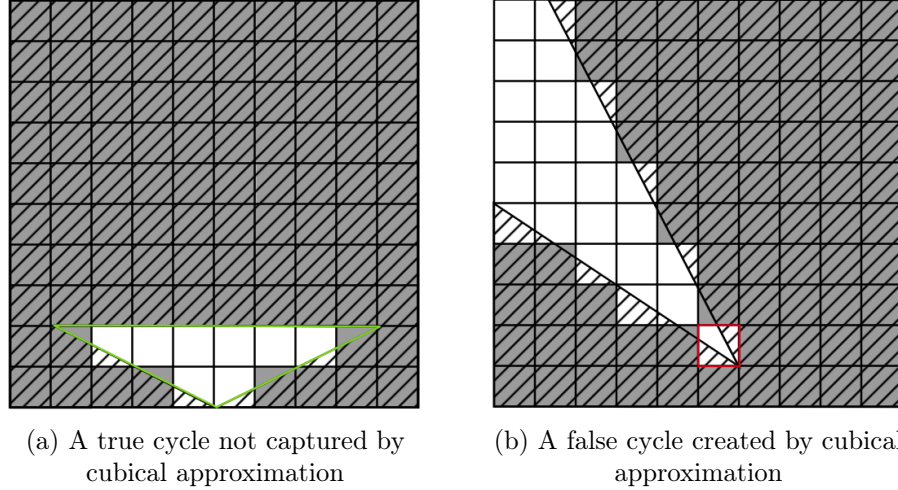 (a) A true cycle not captured by
cubical approximation
(b) A false cycle created by cubical
approximation